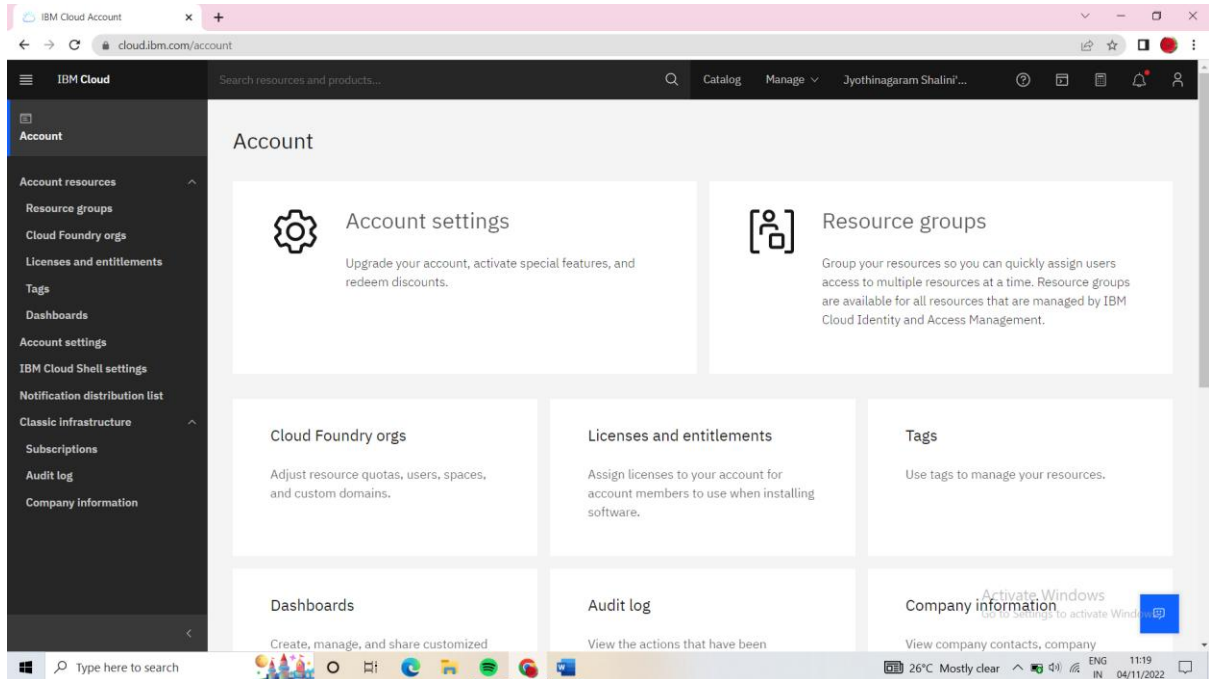 IBM Cloud Account
cloud.ibm.com/account
IBM Cloud
Search resources and products...
Catalog
Manage
Jyothinagaram Shalini'...
Account
Account resources
Resource groups
Cloud Foundry orgs
Licenses and entitlements
Tags
Dashboards
Account settings
IBM Cloud Shell settings
Notification distribution list
Classic infrastructure
Subscriptions
Audit log
Company information
Account
Account settings
Upgrade your account, activate special features, and
redeem discounts.
Resource groups
Group your resources so you can quickly assign users
access to multiple resources at a time. Resource groups
are available for all resources that are managed by IBM
Cloud Identity and Access Management.
Cloud Foundry orgs
Adjust resource quotas, users, spaces,
and custom domains.
Licenses and entitlements
Assign licenses to your account for
account members to use when installing
software.
Tags
Use tags to manage your resources.
Dashboards
Create, manage, and share customized
Audit log
View the actions that have been
Company information
View company contacts, company
Activate Windows
Go to Settings to activate Windows
Type here to search
26°C Mostly clear
ENG
IN
11:19
04/11/2022